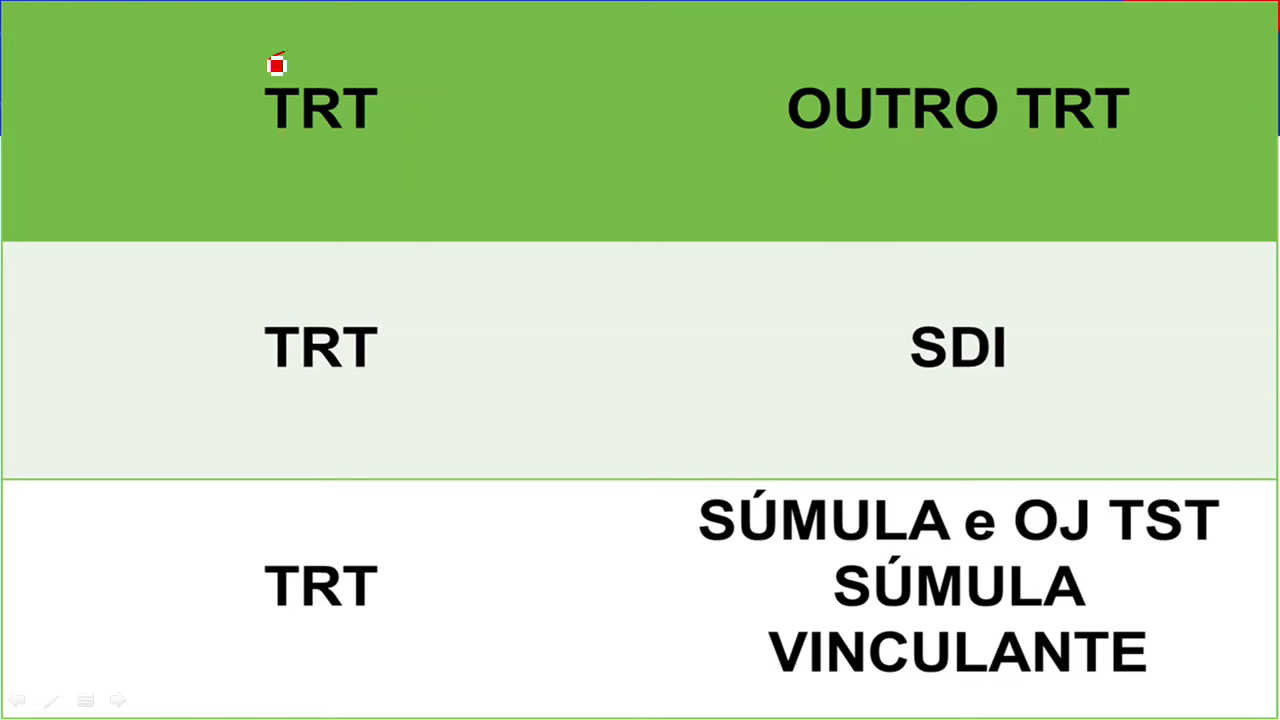 TRT
OUTRO TRT
TRT
SDI
TRT
SÚMULA e OJ TST
SÚMULA
VINCULANTE